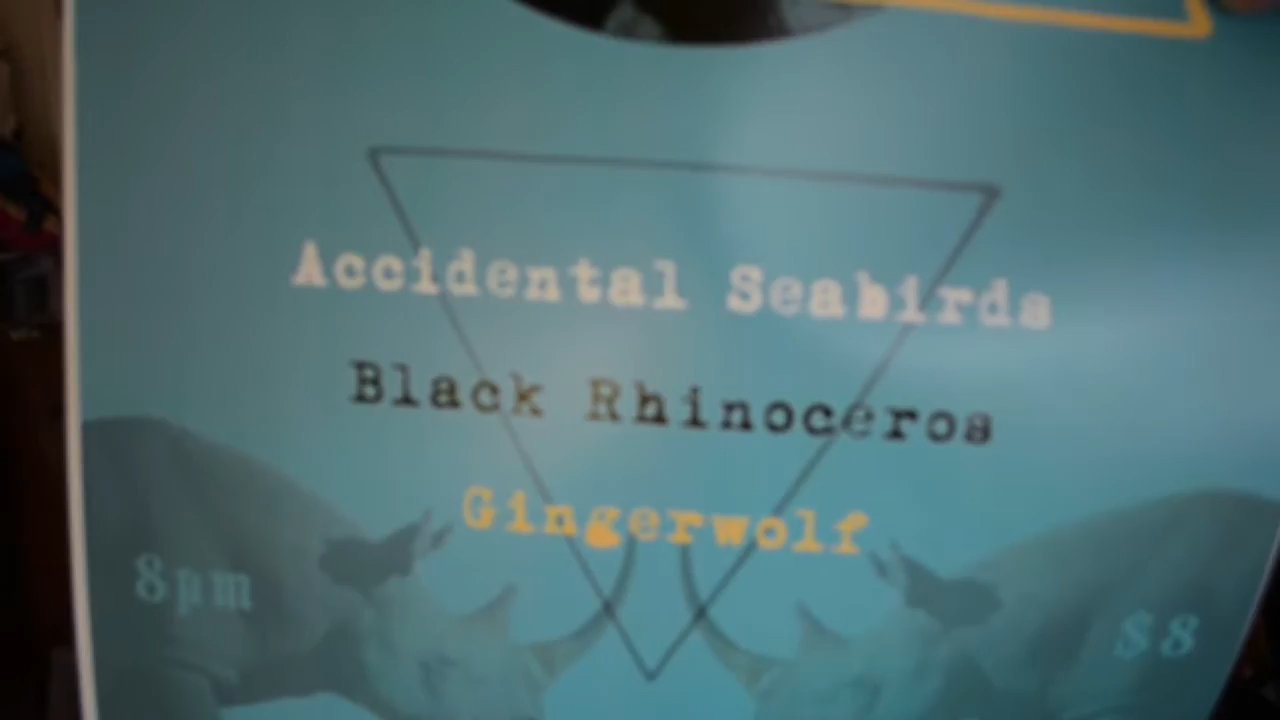 Accidental Seabirds
Black Rhinoceros
Gingerwolf
8pm
$8